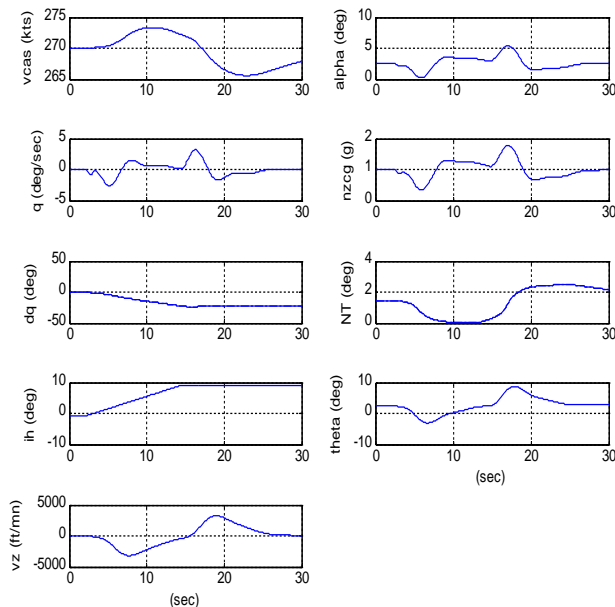 vcas (kts)
275
270
265
0 10 20 30
alpha (deg)
10
5
0
0 10 20 30
q (deg/sec)
5
0
-5
0 10 20 30
nzcg (g)
2
1
0
0 10 20 30
dq (deg)
50
0
-50
0 10 20 30
NT (deg)
4
2
0
0 10 20 30
ih (deg)
10
0
-10
0 10 20 30
theta (deg)
10
0
-10
0 10 20 30
(sec)
vz (ft/mn)
5000
0
-5000
0 10 20 30
(sec)